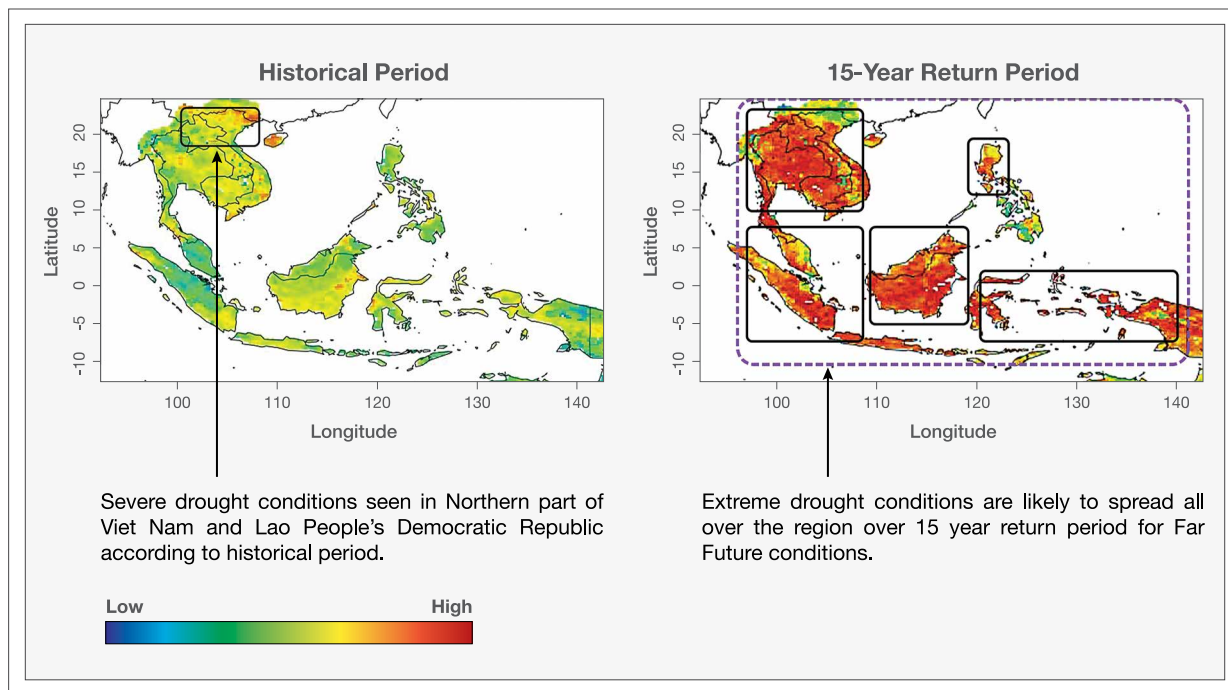 Historical Period
20
15
10
5
0
-5
-10
Latitude
100
110
120
130
140
Longitude
Severe drought conditions seen in Northern part of
Viet Nam and Lao People's Democratic Republic
according to historical period.
Low
High
15-Year Return Period
20
15
10
5
0
-5
-10
Latitude
100
110
120
130
140
Longitude
Extreme drought conditions are likely to spread all
over the region over 15 year return period for Far
Future conditions.